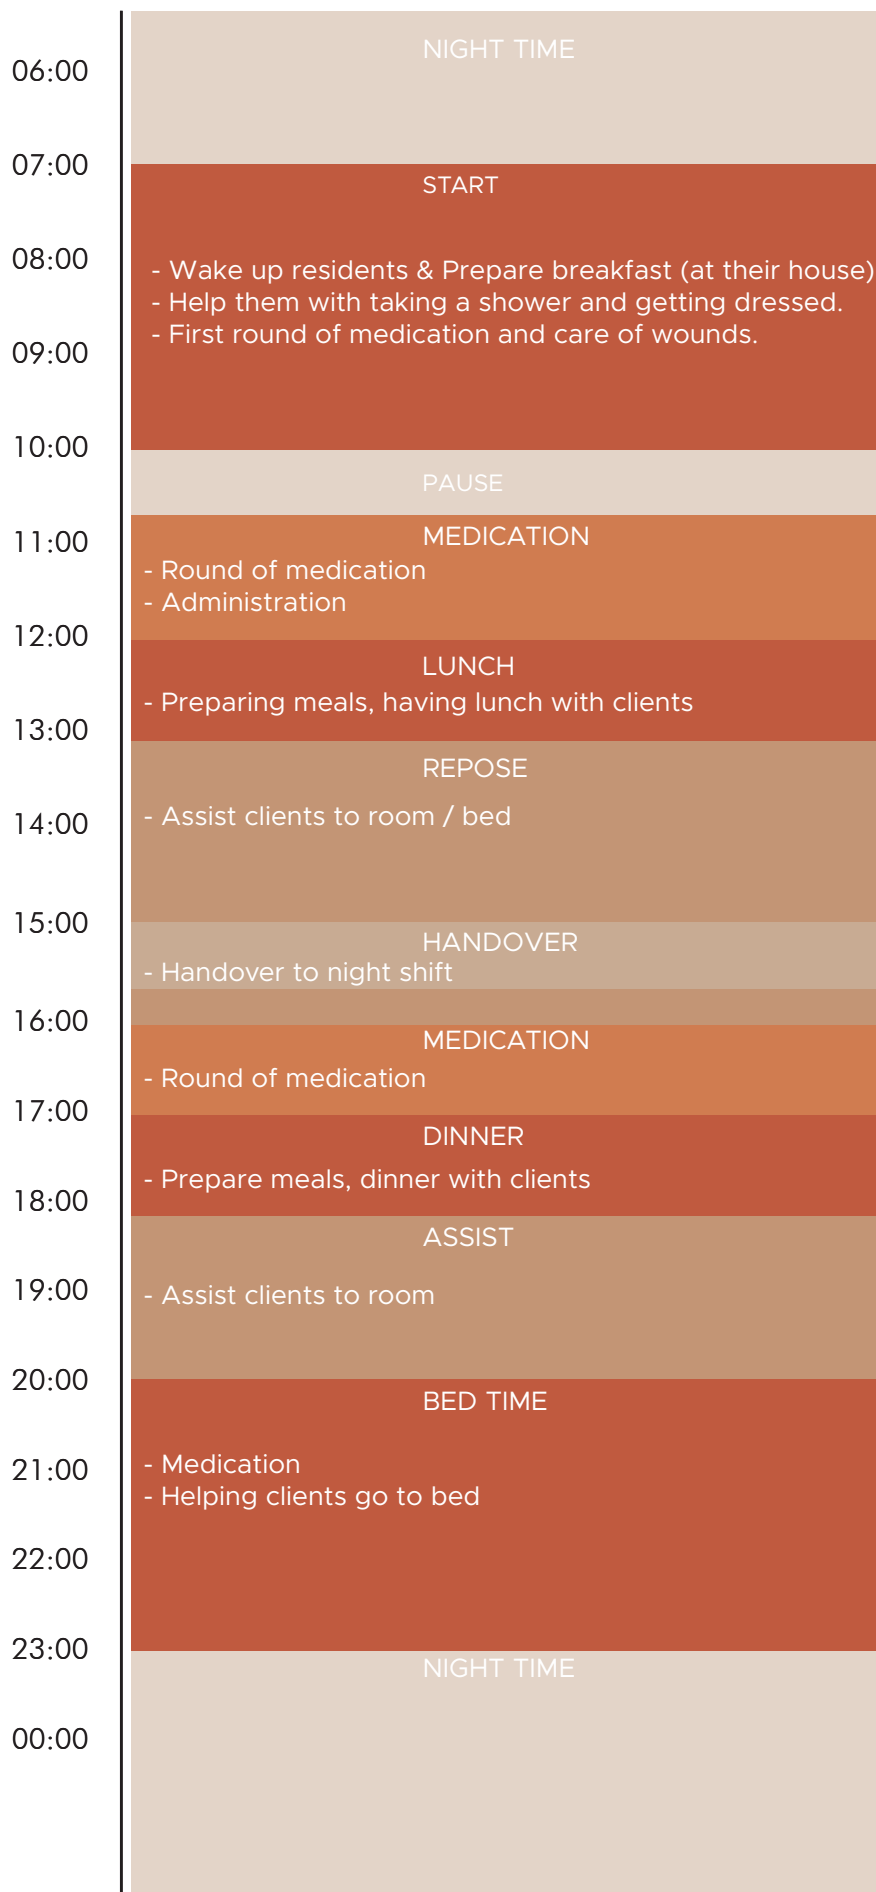 NIGHT TIME
06:00
07:00
START
08:00
- Wake up residents & Prepare breakfast (at their house)
- Help them with taking a shower and getting dressed.
- First round of medication and care of wounds.
09:00
10:00
PAUSE
11:00
MEDICATION
- Round of medication
- Administration
12:00
LUNCH
- Preparing meals, having lunch with clients
13:00
REPOSE
- Assist clients to room / bed
14:00
15:00
HANDOVER
- Handover to night shift
16:00
MEDICATION
- Round of medication
17:00
DINNER
- Prepare meals, dinner with clients
18:00
ASSIST
19:00
- Assist clients to room
20:00
BED TIME
- Medication
21:00
- Helping clients go to bed
22:00
23:00
NIGHT TIME
00:00